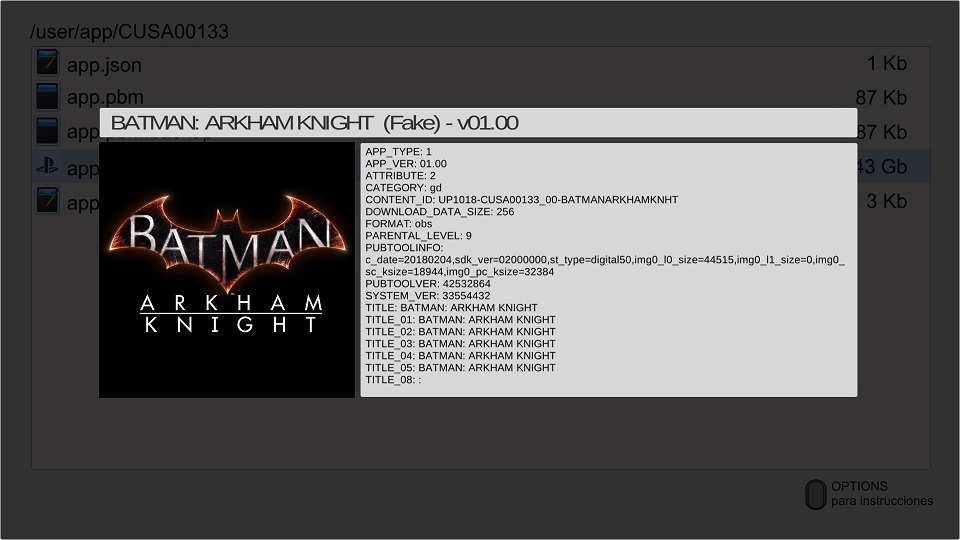 /user/app/CUSA00133
app.json 1 Kb
app.pbm 87 Kb
BATMAN: ARKHAM KNIGHT (Fake) - v01.00
87 Kb
app 43 Gb
app 3 Kb
BATMAN
ARKHAM
KNIGHT
APP_TYPE: 1
APP_VER: 01.00
ATTRIBUTE: 2
CATEGORY: gd
CONTENT_ID: UP1018-CUSA00133_00-BATMANARKHAMKNHT
DOWNLOAD_DATA_SIZE: 256
FORMAT: obs
PARENTAL_LEVEL: 9
PUBTOOLINFO:
c_date=20180204,sdk_ver=02000000,st_type=digital50,img0_l0_size=44515,img0_l1_size=0,img0_
sc_ksize=18944,img0_pc_ksize=32384
PUBTOOLVER: 42532864
SYSTEM_VER: 33554432
TITLE: BATMAN: ARKHAM KNIGHT
TITLE_01: BATMAN: ARKHAM KNIGHT
TITLE_02: BATMAN: ARKHAM KNIGHT
TITLE_03: BATMAN: ARKHAM KNIGHT
TITLE_04: BATMAN: ARKHAM KNIGHT
TITLE_05: BATMAN: ARKHAM KNIGHT
TITLE_08: :
OPTIONS
para instrucciones